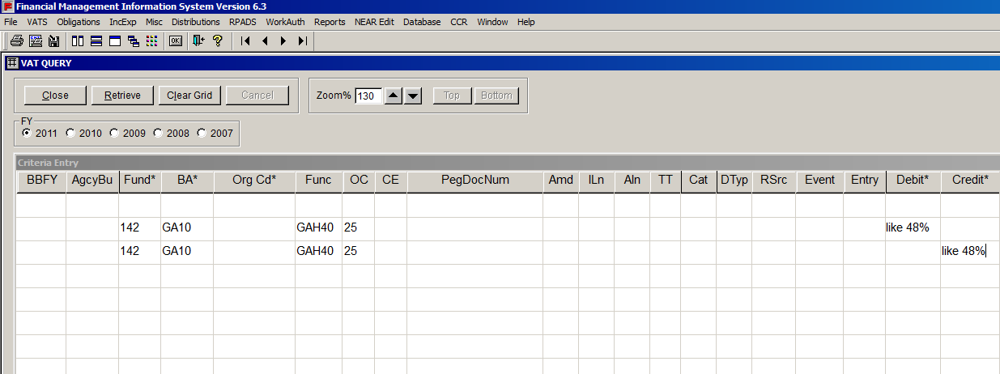 Financial Management Information System Version 6.3
File VATS Obligations IncExp Misc Distributions RPADS WorkAuth Reports NEAR Edit Database CCR Window Help
OK ?
VAT QUERY
Close Retrieve Clear Grid Cancel Zoom% 130 Top Bottom
FY
2011 2010 2009 2008 2007
Criteria Entry
BBFY AgcyBu Fund* BA* Org Cd* Func OC CE PegDocNum Amd ILn Aln TT Cat DTyp RSrc Event Entry Debit* Credit*
142 GA10 GAH40 25 like 48%
142 GA10 GAH40 25 like 48%